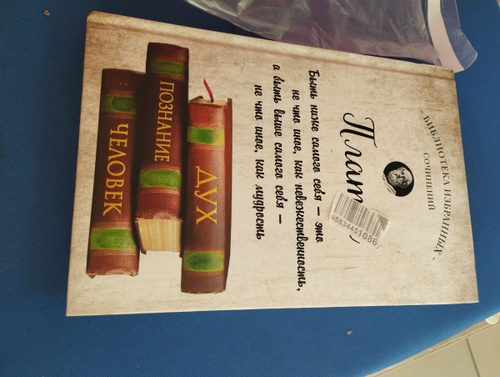 · БИБЛИОТЕКА ИЗБРАННЫХ ·
СОЧИНЕНИЙ
Плат
Быть ниже самого себя — это
не что иное, как невежественность,
а быть выше самого себя —
не что иное, как мудрость
ДУХ
ПОЗНАНИЕ
ЧЕЛОВЕК